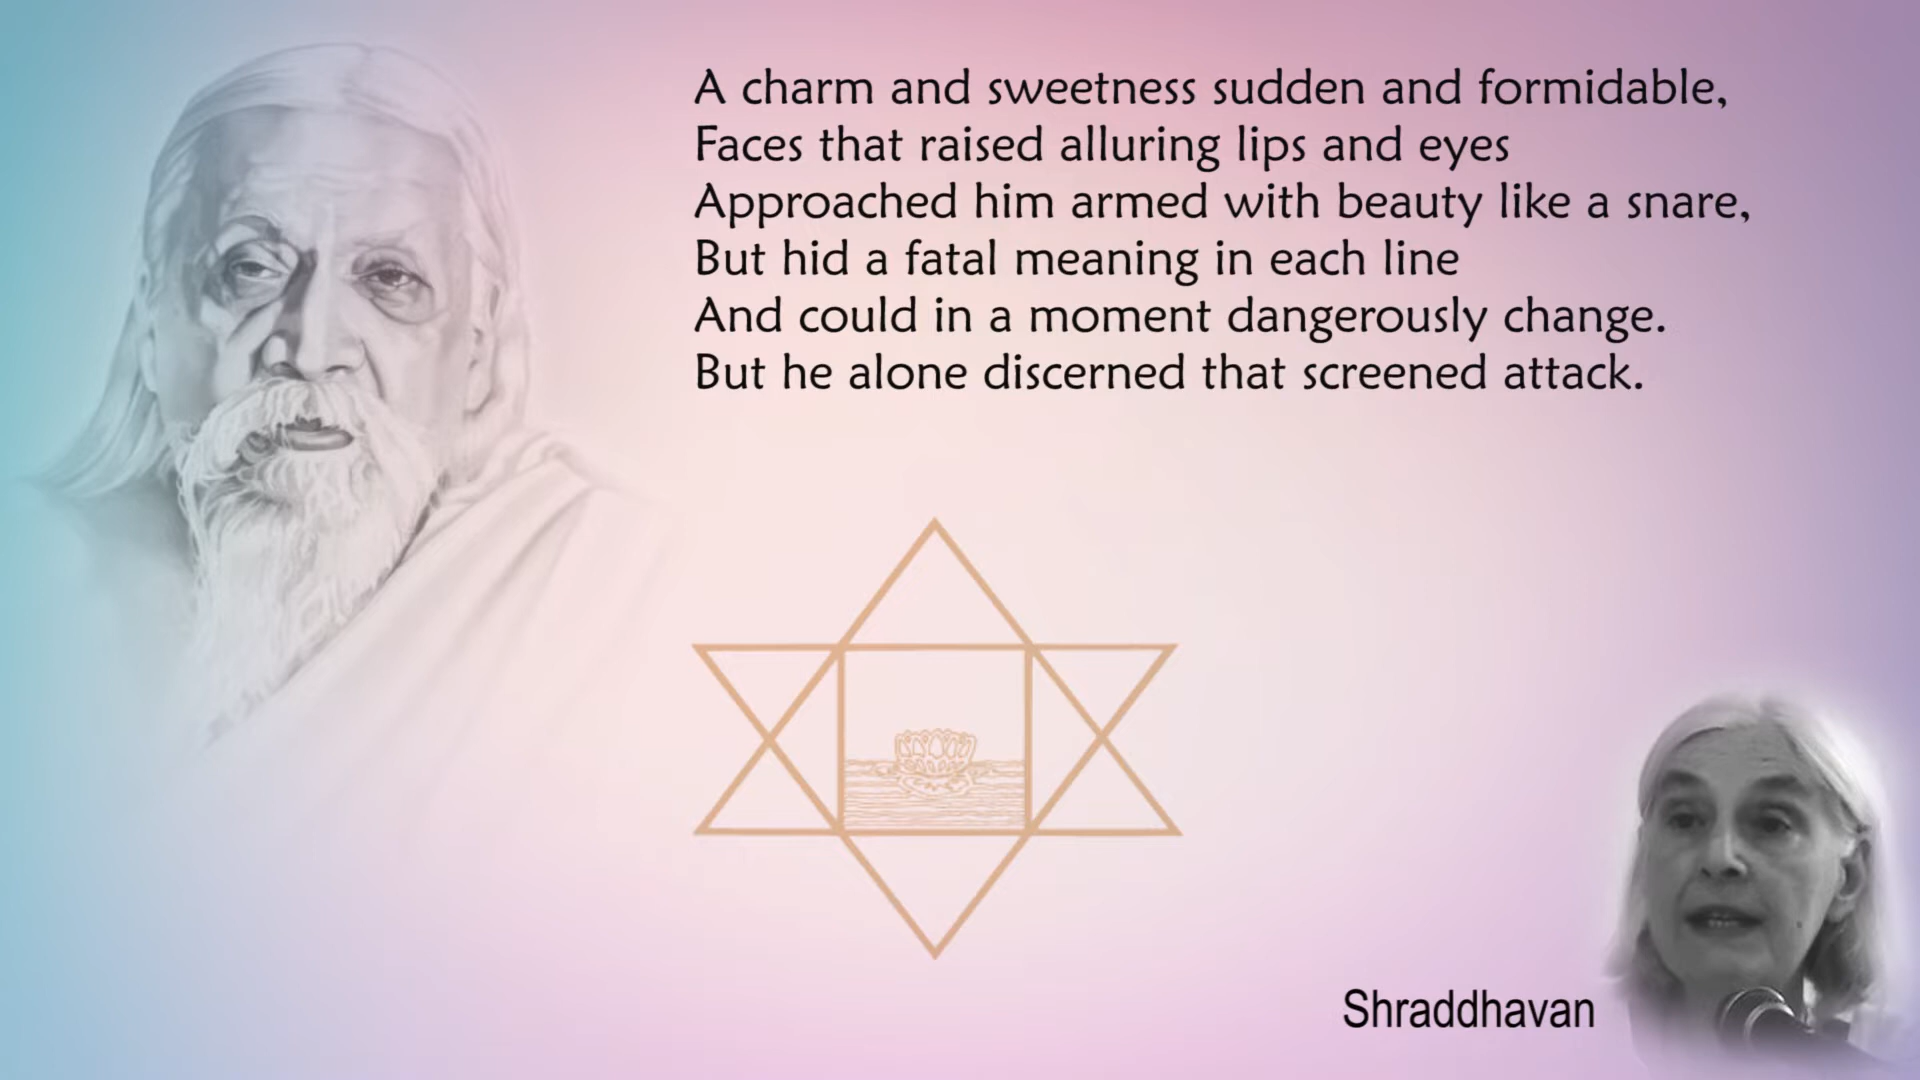 A charm and sweetness sudden and formidable,
Faces that raised alluring lips and eyes
Approached him armed with beauty like a snare,
But hid a fatal meaning in each line
And could in a moment dangerously change.
But he alone discerned that screened attack.
Shraddhavan